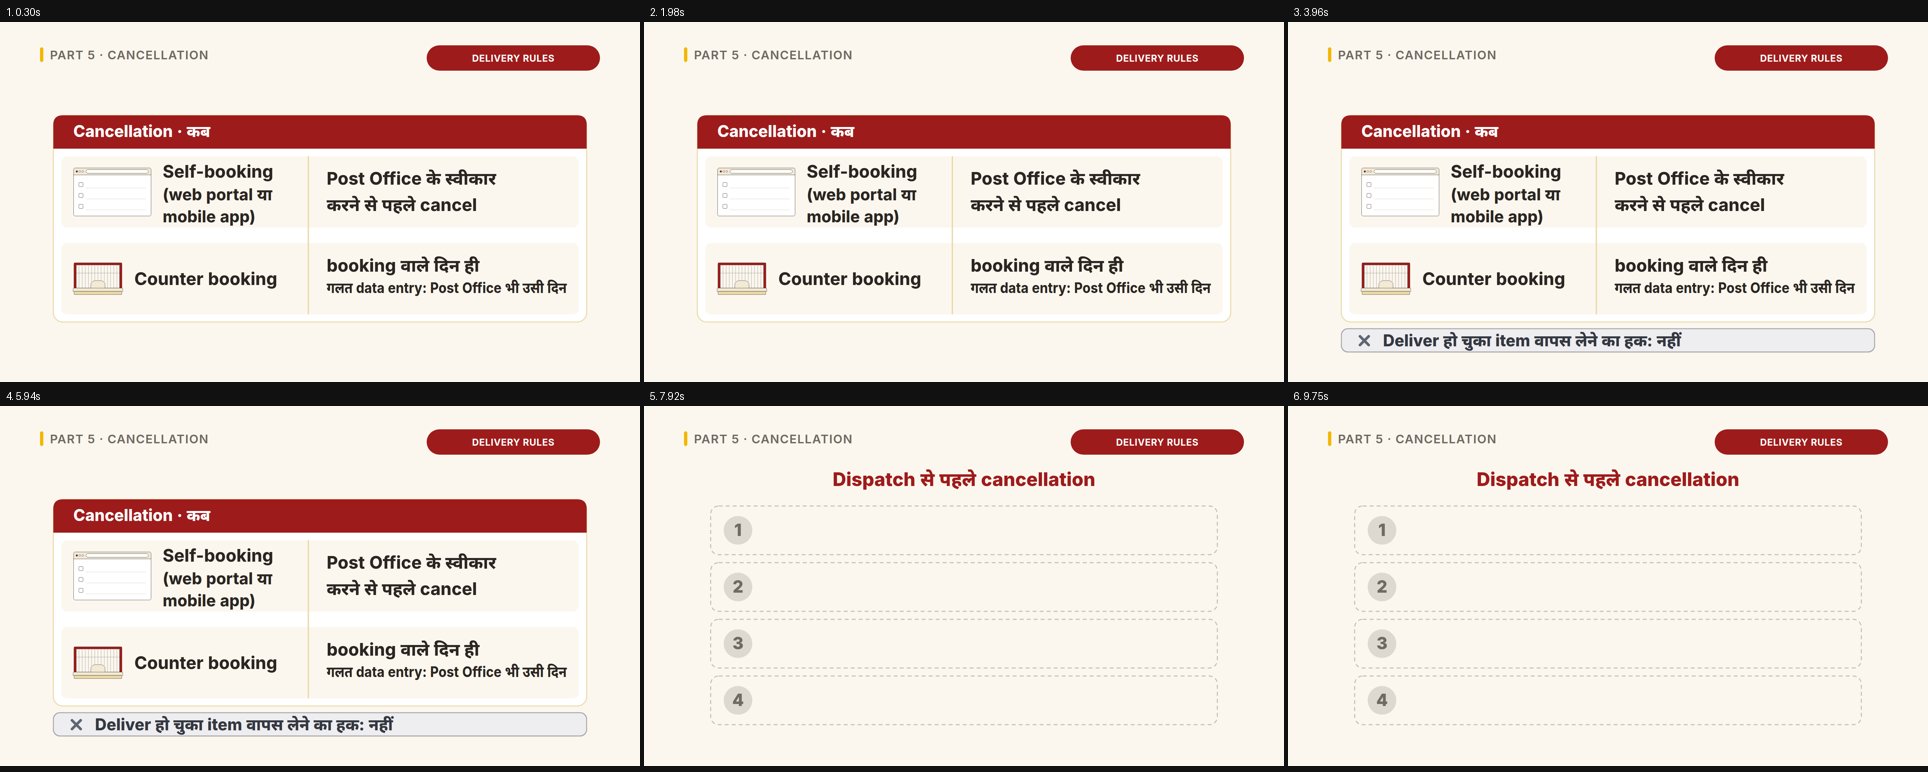 1. 0.30s
PART 5 · CANCELLATION
DELIVERY RULES
Cancellation · कब
Self-booking
(web portal या
mobile app)
Post Office के स्वीकार
करने से पहले cancel
Counter booking
booking वाले दिन ही
गलत data entry: Post Office भी उसी दिन
2. 1.98s
PART 5 · CANCELLATION
DELIVERY RULES
Cancellation · कब
Self-booking
(web portal या
mobile app)
Post Office के स्वीकार
करने से पहले cancel
Counter booking
booking वाले दिन ही
गलत data entry: Post Office भी उसी दिन
3. 3.96s
PART 5 · CANCELLATION
DELIVERY RULES
Cancellation · कब
Self-booking
(web portal या
mobile app)
Post Office के स्वीकार
करने से पहले cancel
Counter booking
booking वाले दिन ही
गलत data entry: Post Office भी उसी दिन
✕ Deliver हो चुका item वापस लेने का हक: नहीं
4. 5.94s
PART 5 · CANCELLATION
DELIVERY RULES
Cancellation · कब
Self-booking
(web portal या
mobile app)
Post Office के स्वीकार
करने से पहले cancel
Counter booking
booking वाले दिन ही
गलत data entry: Post Office भी उसी दिन
✕ Deliver हो चुका item वापस लेने का हक: नहीं
5. 7.92s
PART 5 · CANCELLATION
DELIVERY RULES
Dispatch से पहले cancellation
1
2
3
4
6. 9.75s
PART 5 · CANCELLATION
DELIVERY RULES
Dispatch से पहले cancellation
1
2
3
4